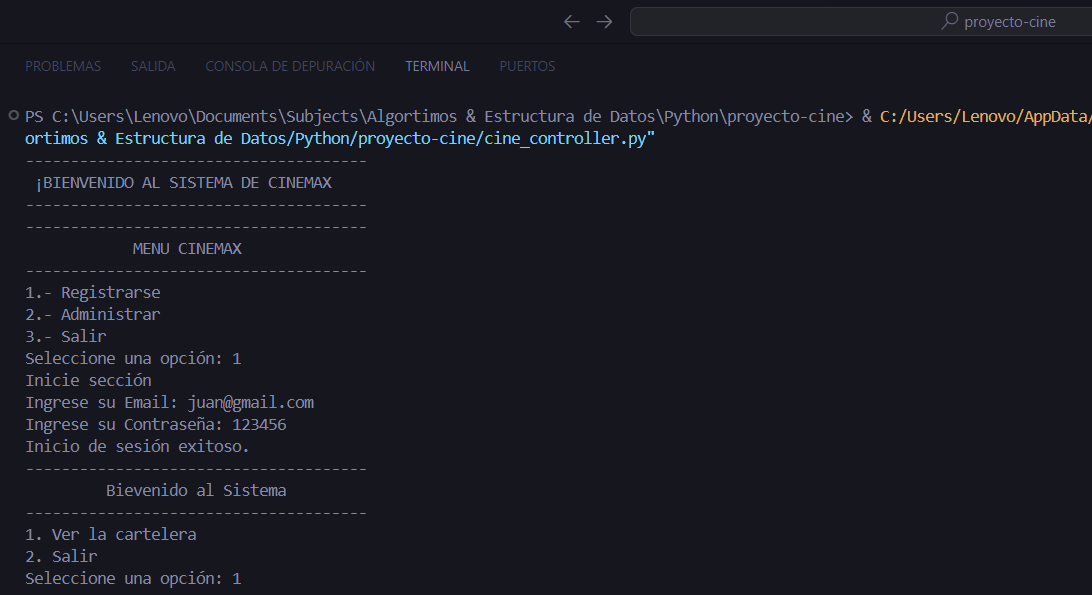 proyecto-cine
PROBLEMAS SALIDA CONSOLA DE DEPURACIÓN TERMINAL PUERTOS
PS C:\Users\Lenovo\Documents\Subjects\Algortimos & Estructura de Datos\Python\proyecto-cine> & C:/Users/Lenovo/AppData/
ortimos & Estructura de Datos/Python/proyecto-cine/cine_controller.py"
--------------------------------------
¡BIENVENIDO AL SISTEMA DE CINEMAX
--------------------------------------
--------------------------------------
MENU CINEMAX
--------------------------------------
1.- Registrarse
2.- Administrar
3.- Salir
Seleccione una opción: 1
Inicie sección
Ingrese su Email: juan@gmail.com
Ingrese su Contraseña: 123456
Inicio de sesión exitoso.
--------------------------------------
Bievenido al Sistema
--------------------------------------
1. Ver la cartelera
2. Salir
Seleccione una opción: 1